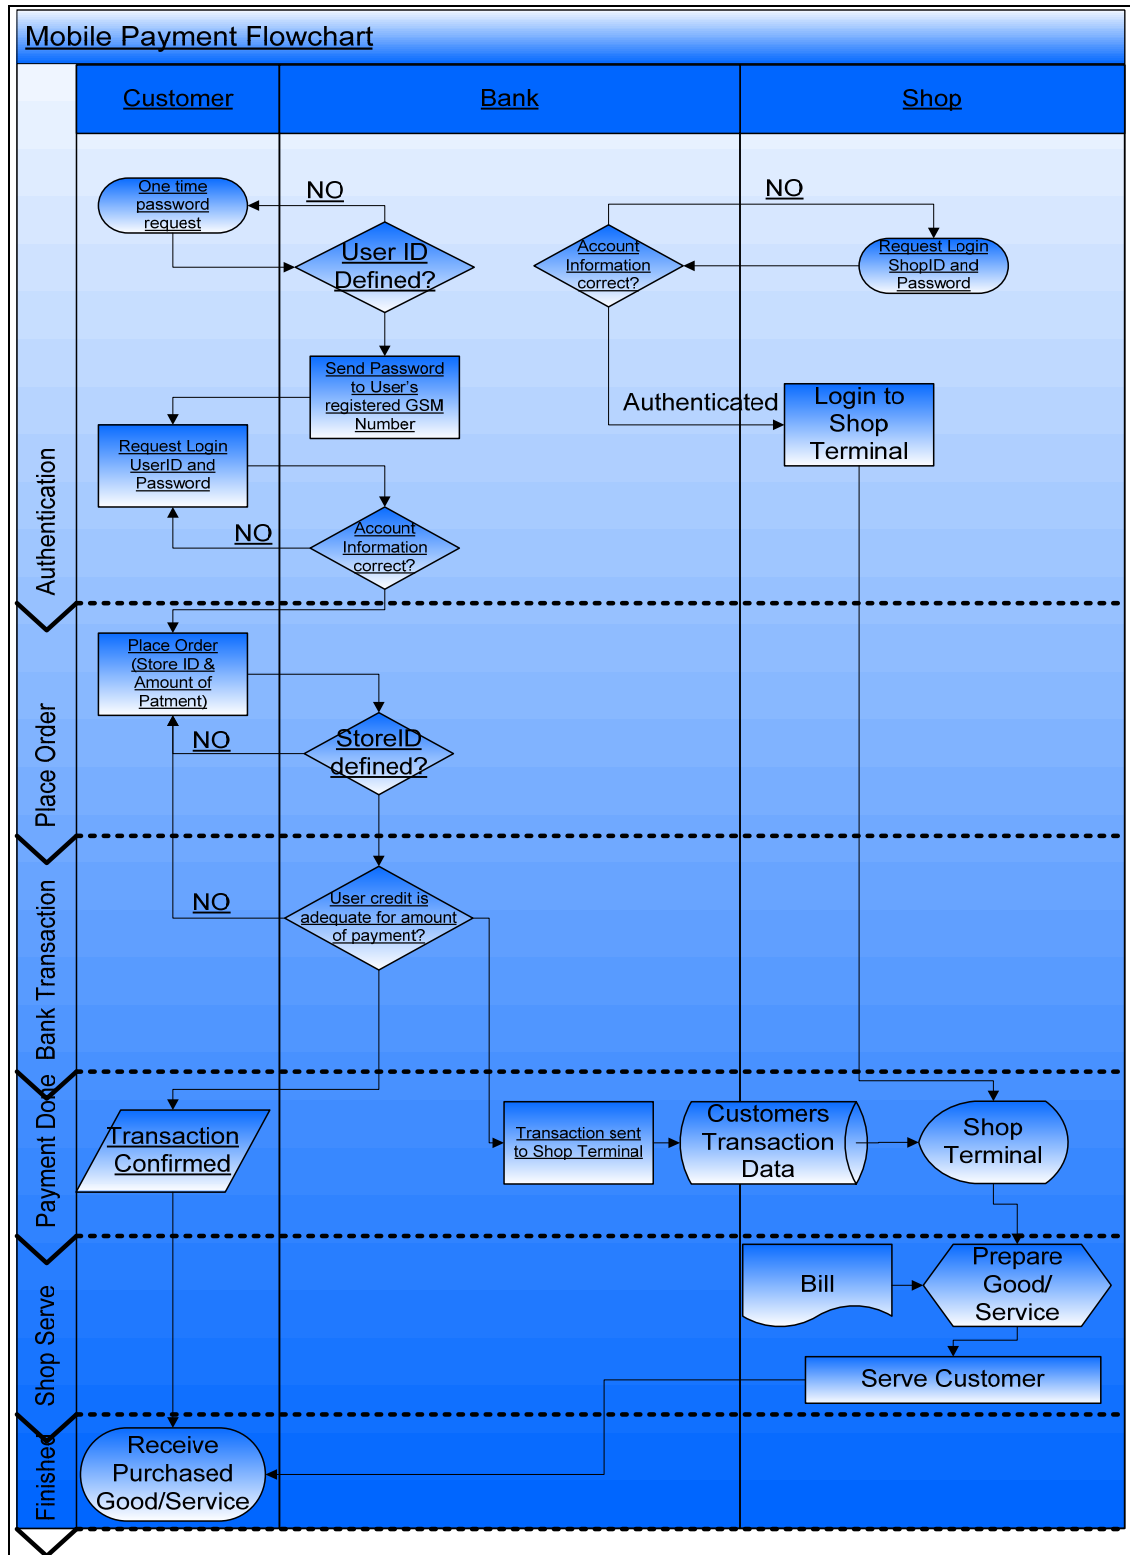 Mobile Payment Flowchart
Customer
Bank
Shop
One time
password
request
NO
User ID
Defined?
NO
Account
Information
correct?
Request Login
ShopID and
Password
Send Password
to User's
registered GSM
Number
Authenticated
Login to
Shop
Terminal
Request Login
UserID and
Password
NO
Account
Information
correct?
Authentication
Place Order
(Store ID &
Amount of
Patment)
NO
StoreID
defined?
Place Order
NO
User credit is
adequate for amount
of payment?
Bank Transaction
Transaction
Confirmed
Transaction sent
to Shop Terminal
Customers
Transaction
Data
Shop
Terminal
Payment Done
Bill
Prepare
Good/
Service
Serve Customer
Shop Serve
Receive
Purchased
Good/Service
Finished